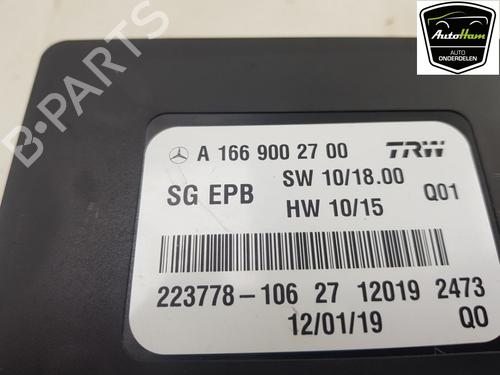 AutoHam
AUTO
ONDERDELEN
B-PARTS
A 166 900 27 00 TRW
SG EPB SW 10/18.00 Q01
HW 10/15
223778-106 27 12019 2473
12/01/19 QO